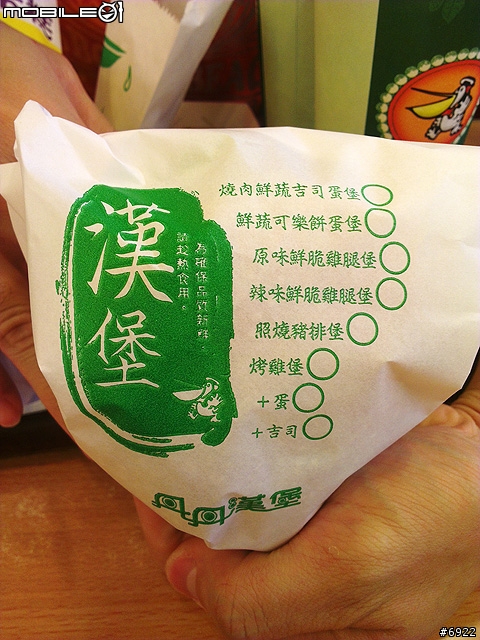 MOBILE01
漢堡
為確保品質新鮮,
請趁熱食用。
燒肉鮮蔬吉司蛋堡
鮮蔬可樂餅蛋堡
原味鮮脆雞腿堡
辣味鮮脆雞腿堡
照燒豬排堡
烤雞堡
+蛋
+吉司
呷呷漢堡
#6922